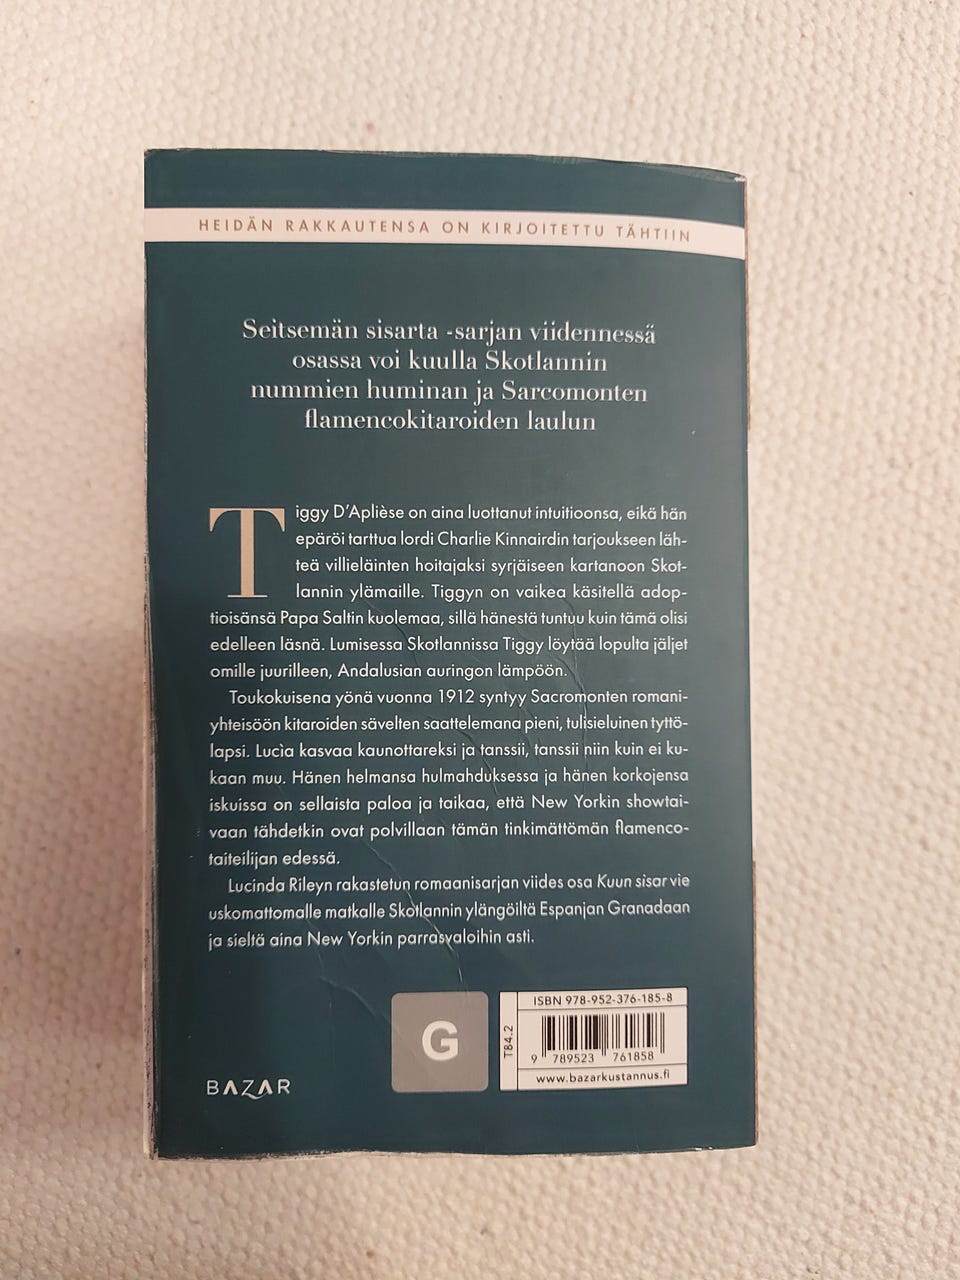 HEIDÄN RAKKAUTENSA ON KIRJOITETTU TÄHTIIN
Seitsemän sisarta -sarjan viidennessä
osassa voi kuulla Skotlannin
nummien huminan ja Sarcomonten
flamencokitaroiden laulun
Tiggy D'Aplièse on aina luottanut intuitioonsa, eikä hän
epäröi tarttua lordi Charlie Kinnairdin tarjoukseen läh-
teä villieläinten hoitajaksi syrjäiseen kartanoon Skot-
lannin ylämaille. Tiggyn on vaikea käsitellä adop-
tioisänsä Papa Saltin kuolemaa, sillä hänestä tuntuu kuin tämä olisi
edelleen läsnä. Lumisessa Skotlannissa Tiggy löytää lopulta jäljet
omille juurilleen, Andalusian auringon lämpöön.
Toukokuisena yönä vuonna 1912 syntyy Sacromonten romani-
yhteisöön kitaroiden sävelten saattelemana pieni, tulisieluinen tyttö-
lapsi. Lucìa kasvaa kaunottareksi ja tanssii, tanssii niin kuin ei ku-
kaan muu. Hänen helmansa hulmahduksessa ja hänen korkojensa
iskuissa on sellaista paloa ja taikaa, että New Yorkin showtai-
vaan tähdetkin ovat polvillaan tämän tinkimättömän flamenco-
taiteilijan edessä.
Lucinda Rileyn rakastetun romaanisarjan viides osa Kuun sisar vie
uskomattomalle matkalle Skotlannin ylängöiltä Espanjan Granadaan
ja sieltä aina New Yorkin parrasvaloihin asti.
BAZAR
G
T84.2
ISBN 978-952-376-185-8
9 789523 761858
www.bazarkustannus.fi